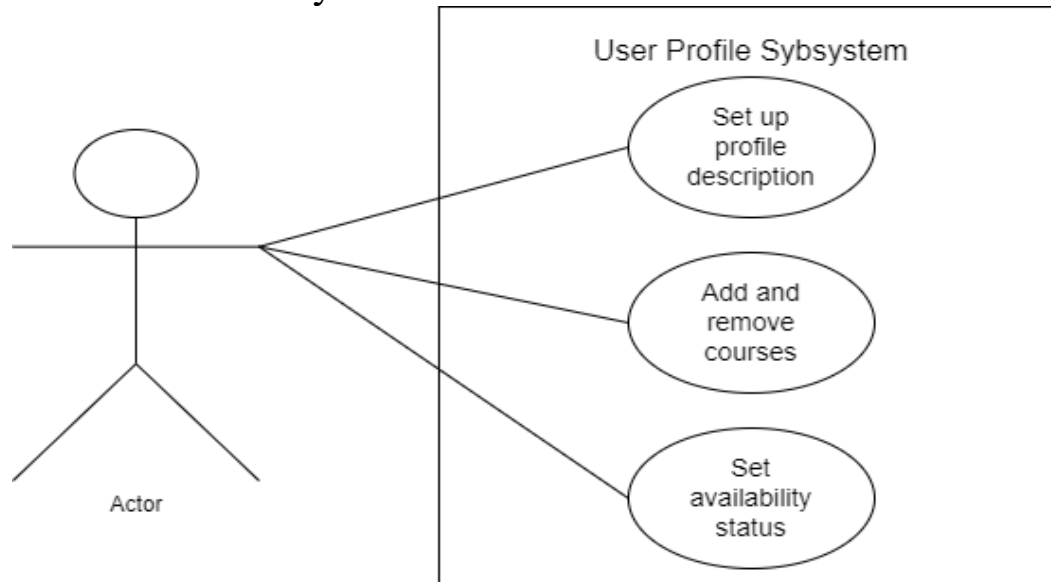 User Profile Sybsystem
Set up
profile
description
Add and
remove
courses
Set
availability
status
Actor